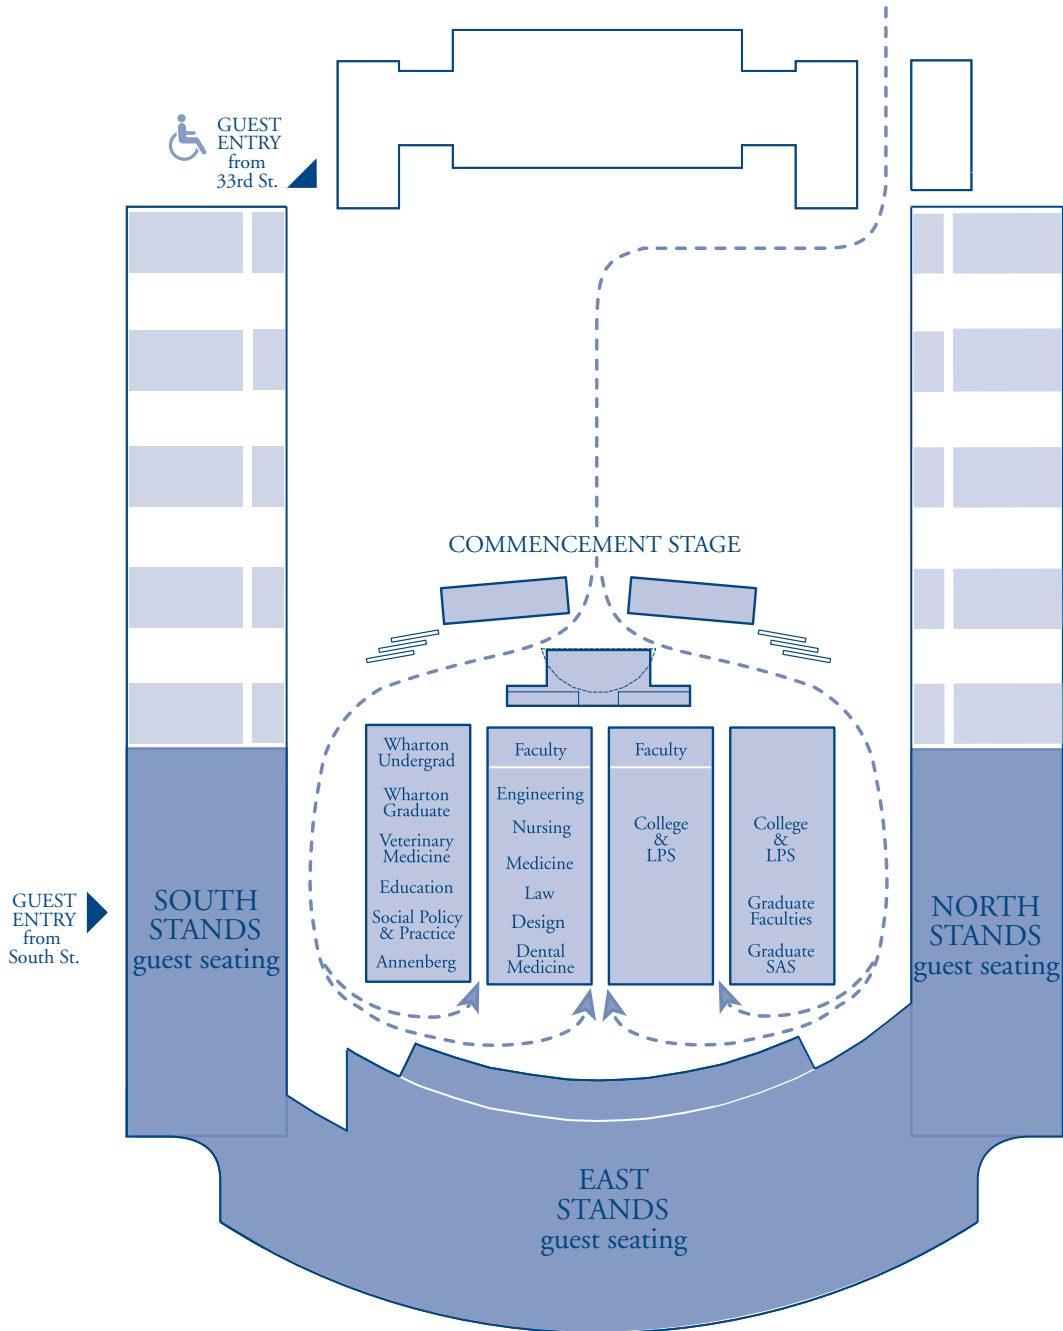 GUEST
ENTRY
from
33rd St.
COMMENCEMENT STAGE
Wharton
Undergrad
Wharton
Graduate
Veterinary
Medicine
Education
Social Policy
& Practice
Annenberg
Faculty
Engineering
Nursing
Medicine
Law
Design
Dental
Medicine
Faculty
College
&
LPS
College
&
LPS
Graduate
Faculties
Graduate
SAS
GUEST
ENTRY
from
South St.
SOUTH
STANDS
guest seating
NORTH
STANDS
guest seating
EAST
STANDS
guest seating